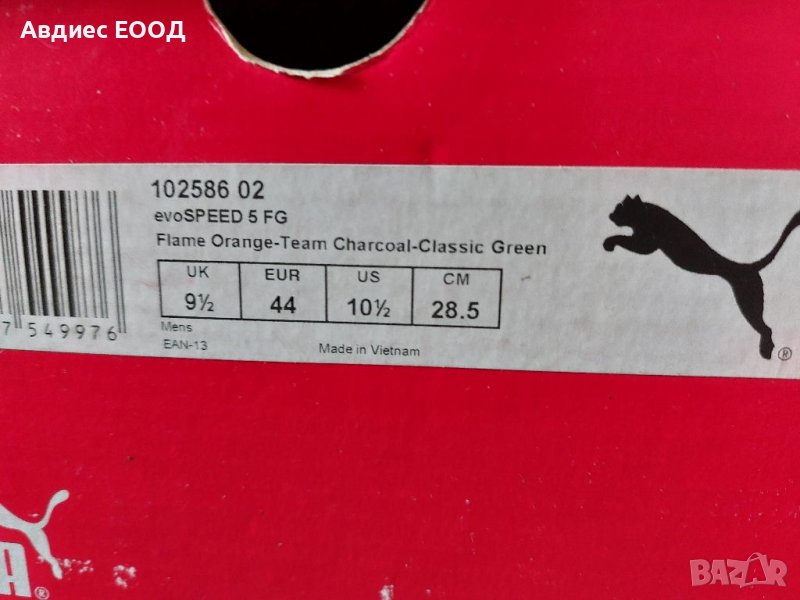 Авдиес ЕООД
102586 02
evoSPEED 5 FG
Flame Orange-Team Charcoal-Classic Green
UK EUR US CM
9½ 44 10½ 28.5
Mens
EAN-13 Made in Vietnam
7 549976
®
A®
BAZAR